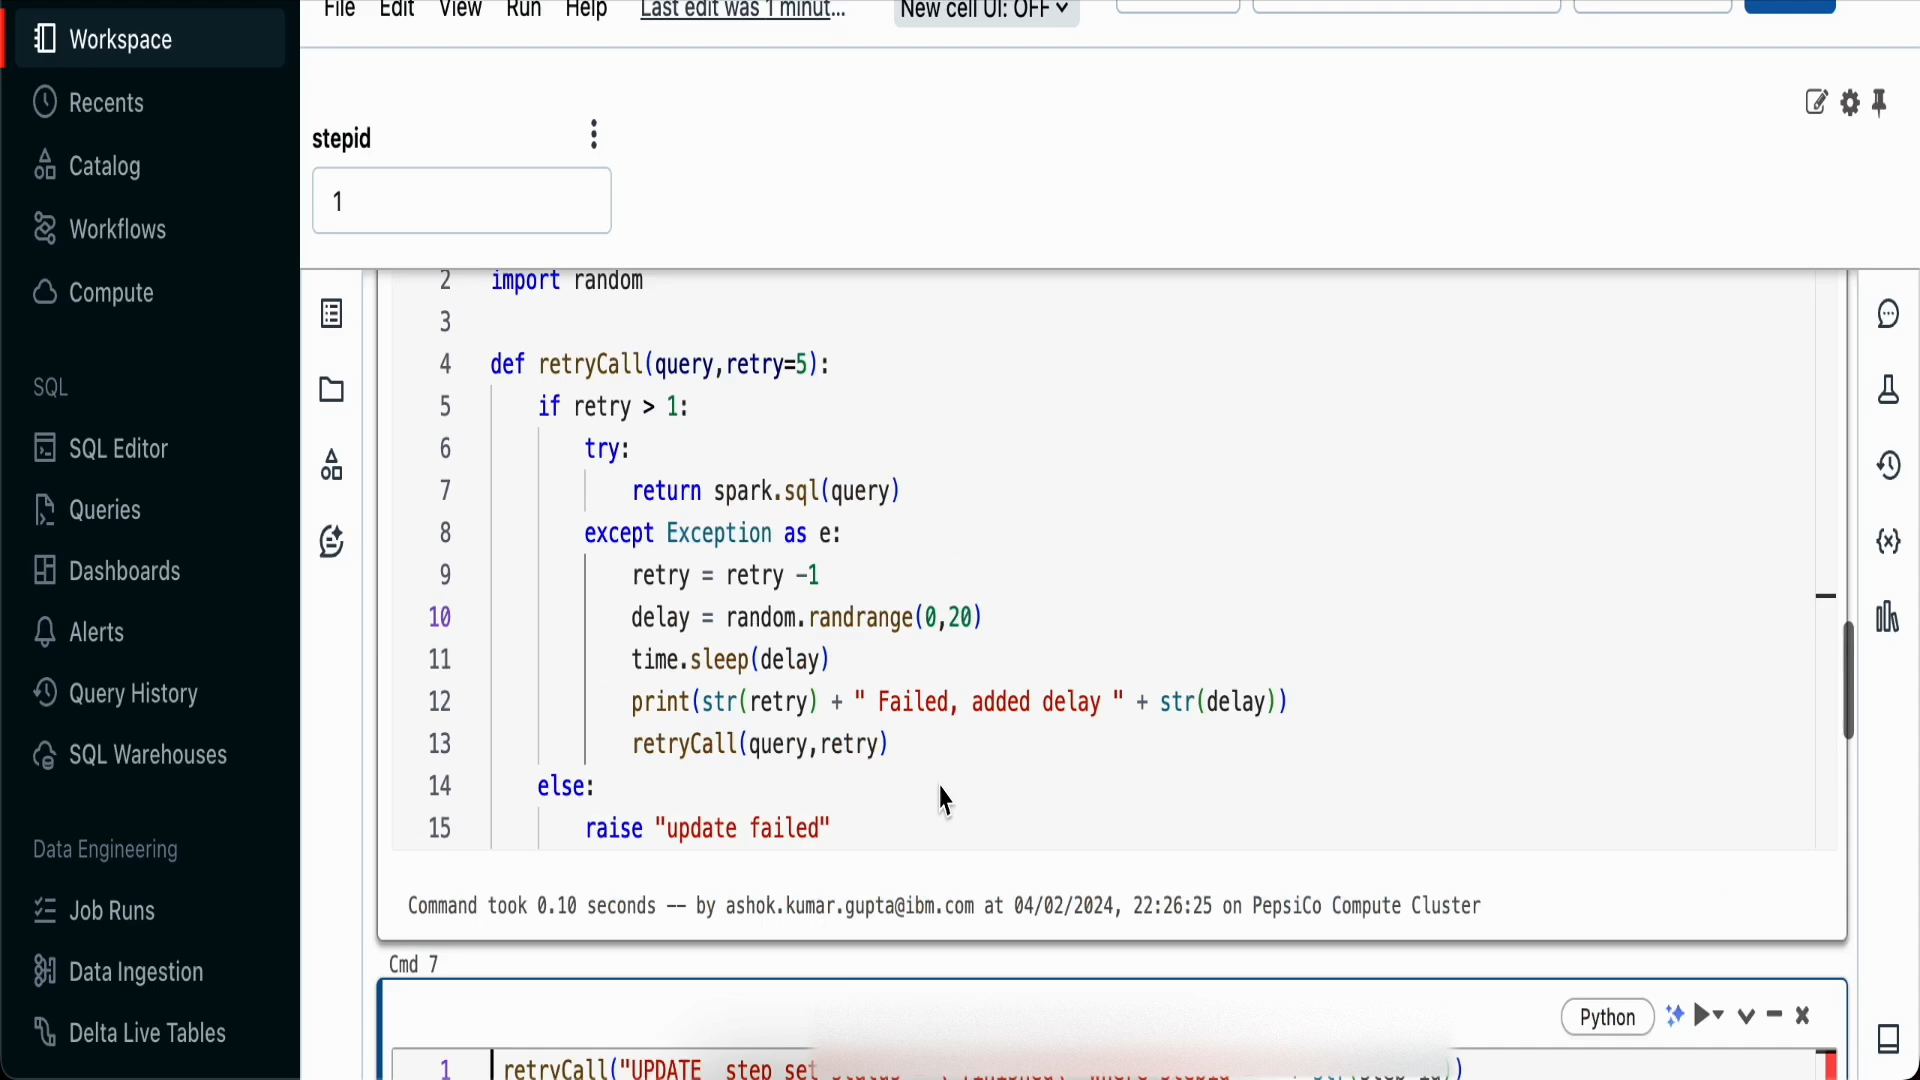 File Edit View Run Help Last edit was 1 minut... New cell UI: OFF
Workspace
Recents
Catalog
Workflows
Compute
SQL
SQL Editor
Queries
Dashboards
Alerts
Query History
SQL Warehouses
Data Engineering
Job Runs
Data Ingestion
Delta Live Tables
stepid
1
2 import random
3
4 def retryCall(query,retry=5):
5 if retry > 1:
6 try:
7 return spark.sql(query)
8 except Exception as e:
9 retry = retry -1
10 delay = random.randrange(0,20)
11 time.sleep(delay)
12 print(str(retry) + " Failed, added delay " + str(delay))
13 retryCall(query,retry)
14 else:
15 raise "update failed"
Command took 0.10 seconds -- by ashok.kumar.gupta@ibm.com at 04/02/2024, 22:26:25 on PepsiCo Compute Cluster
Cmd 7
Python
1 retryCall("UPDATE step set